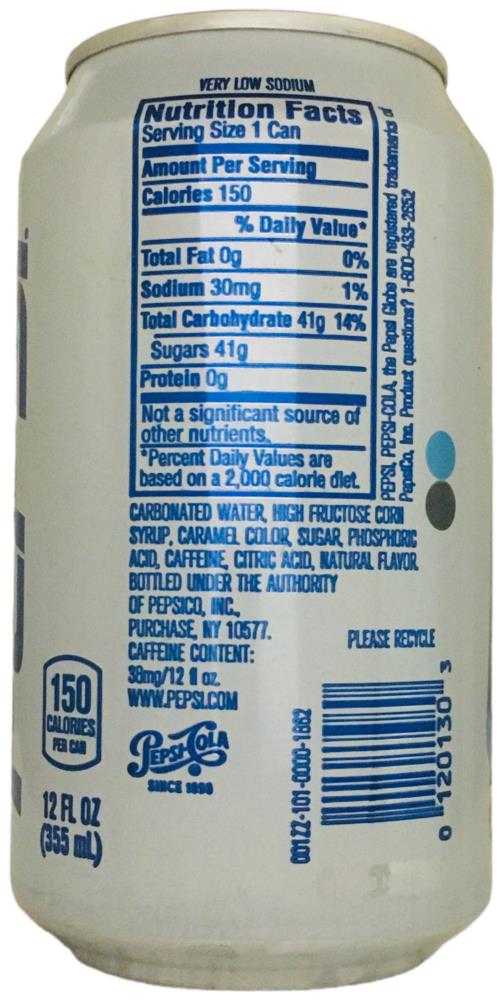 VERY LOW SODIUM
Nutrition Facts
Serving Size 1 Can
Amount Per Serving
Calories 150
% Daily Value*
Total Fat 0g 0%
Sodium 30mg 1%
Total Carbohydrate 41g 14%
Sugars 41g
Protein 0g
Not a significant source of
other nutrients.
*Percent Daily Values are
based on a 2,000 calorie diet.
PEPSI, PEPSI-COLA, the Pepsi Globe are registered trademarks of
PepsiCo, Inc. Product questions? 1-800-433-2652
CARBONATED WATER, HIGH FRUCTOSE CORN
SYRUP, CARAMEL COLOR, SUGAR, PHOSPHORIC
ACID, CAFFEINE, CITRIC ACID, NATURAL FLAVOR
BOTTLED UNDER THE AUTHORITY
OF PEPSICO, INC.,
PURCHASE, NY 10577.
CAFFEINE CONTENT:
38mg/12 fl oz.
WWW.PEPSI.COM
PEPSI-COLA
SINCE 1898
150
CALORIES
PER CAN
12 FL OZ
(355 mL)
PLEASE RECYCLE
00122-101-0000-1662
0 120130 3